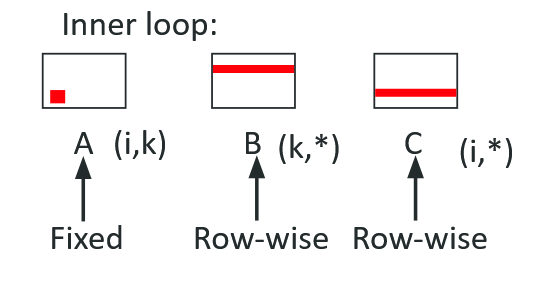 Inner loop:
A (i,k) B (k,*) C (i,*)
Fixed Row-wise Row-wise